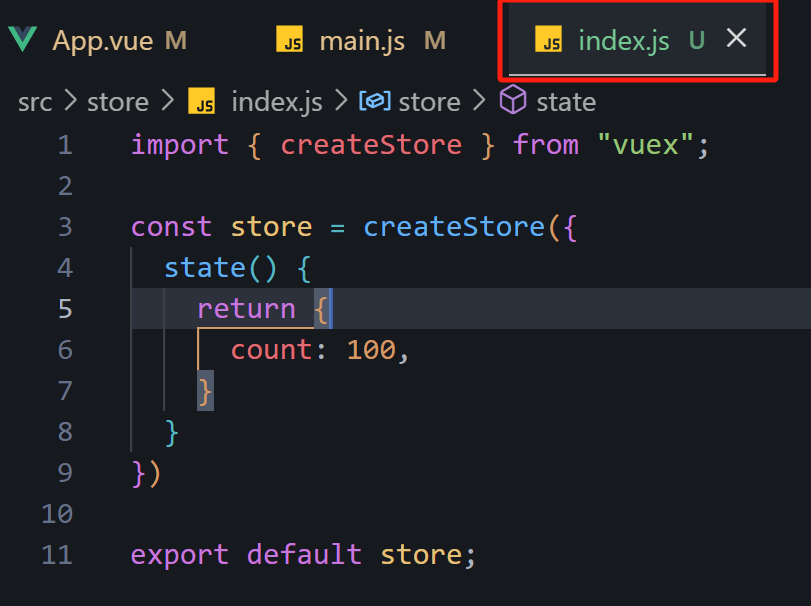 App.vue M JS main.js M JS index.js U
src > store > JS index.js > store > state
1 import { createStore } from "vuex";
2
3 const store = createStore({
4   state() {
5     return {
6       count: 100,
7     }
8   }
9 })
10
11 export default store;